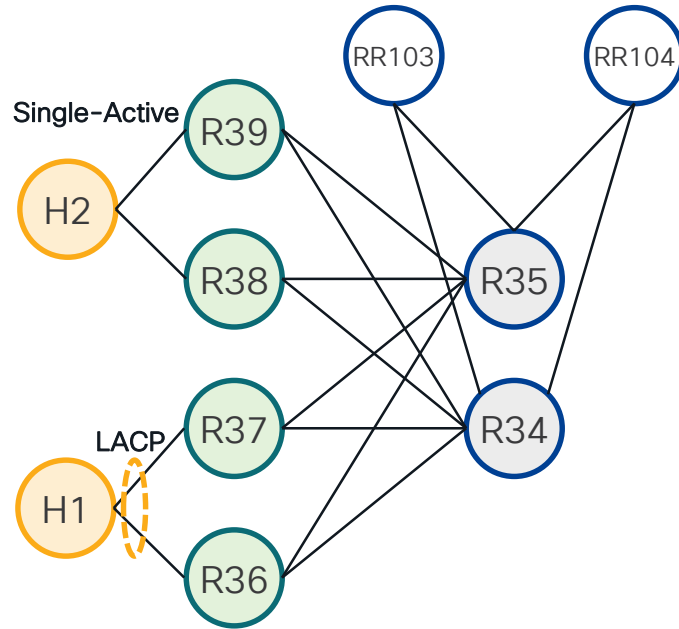 RR103
RR104
Single-Active
R39
H2
R38
R35
LACP
R37
R34
H1
R36